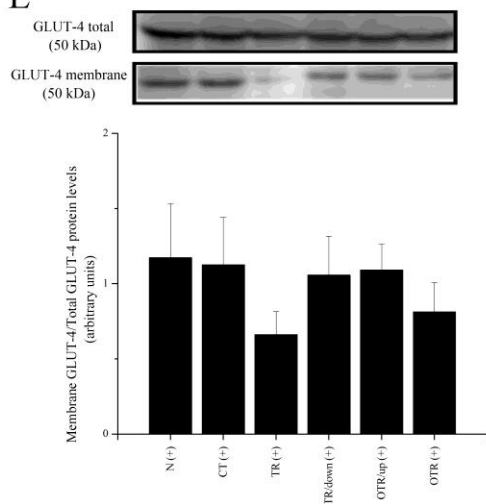 GLUT-4 total
(50 kDa)
GLUT-4 membrane
(50 kDa)
Membrane GLUT-4/Total GLUT-4 protein levels
(arbitrary units)
2
1
0
N (+)
CT (+)
TR (+)
TR/down (+)
OTR/up (+)
OTR (+)